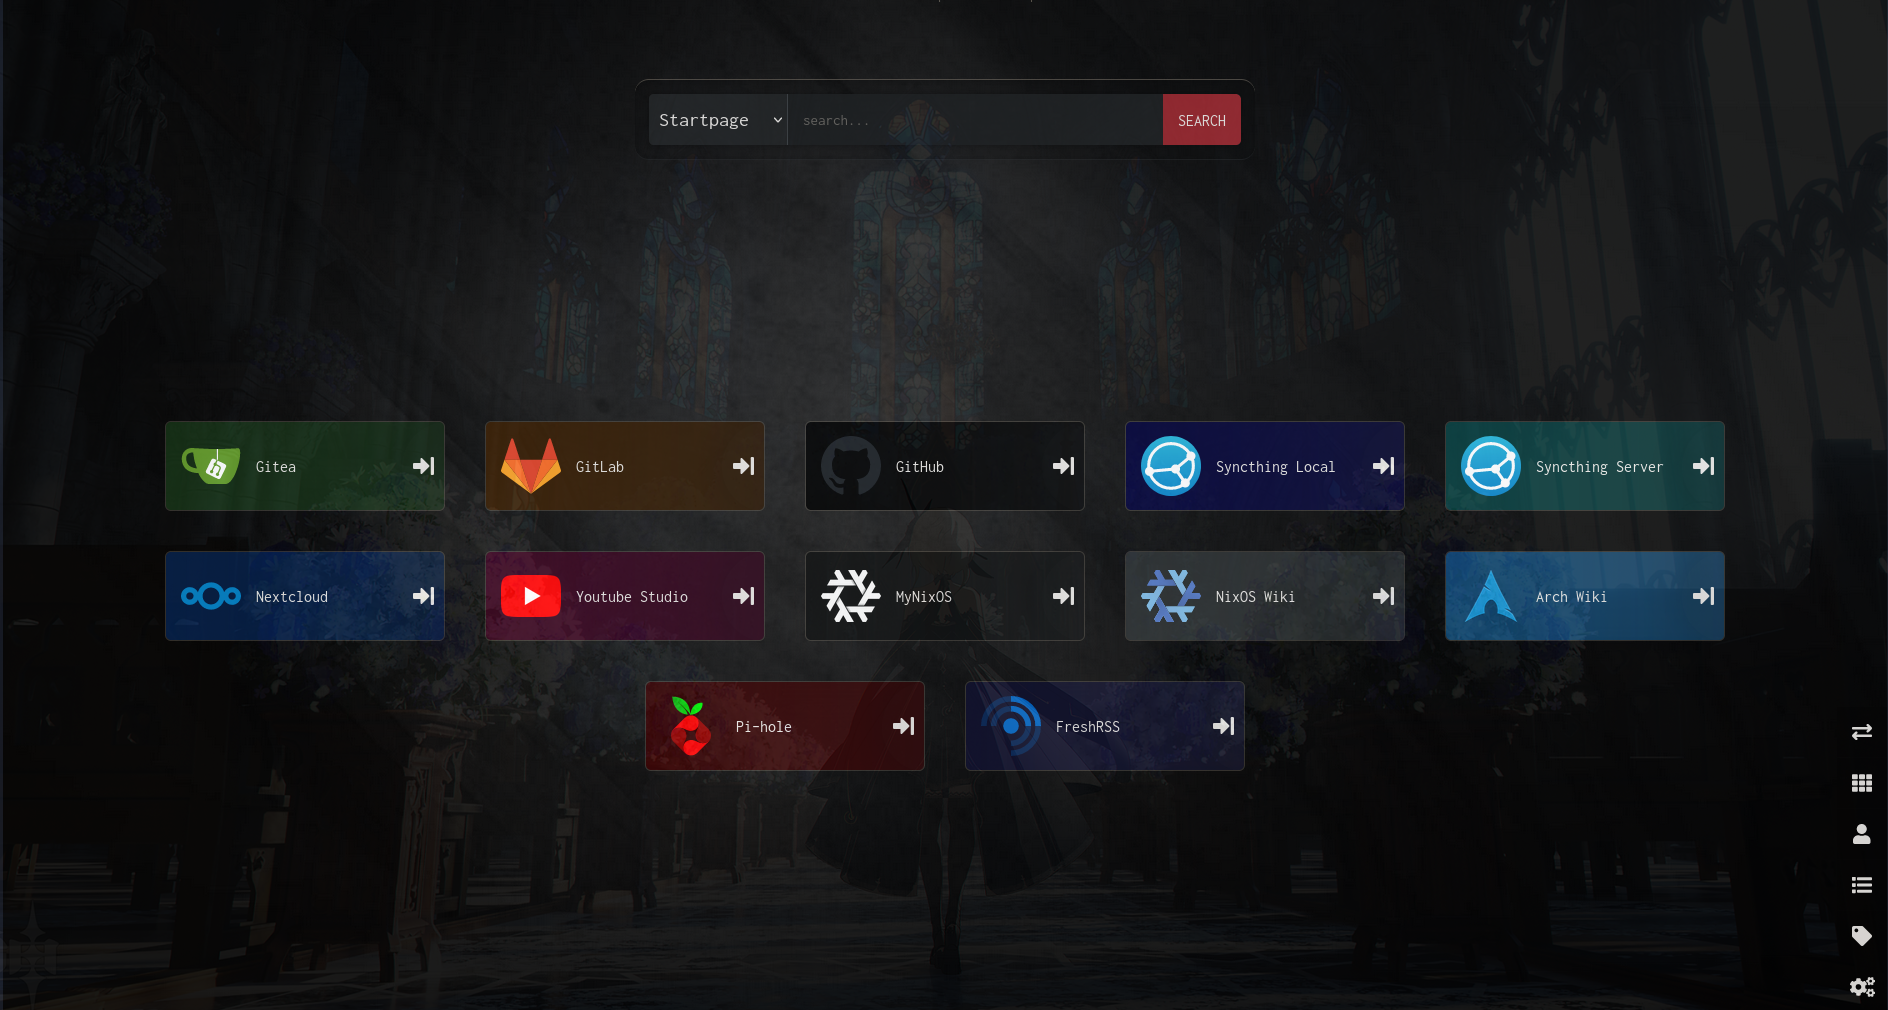 Startpage
search...
SEARCH
Gitea
GitLab
GitHub
Syncthing Local
Syncthing Server
Nextcloud
Youtube Studio
MyNixOS
NixOS Wiki
Arch Wiki
Pi-hole
FreshRSS